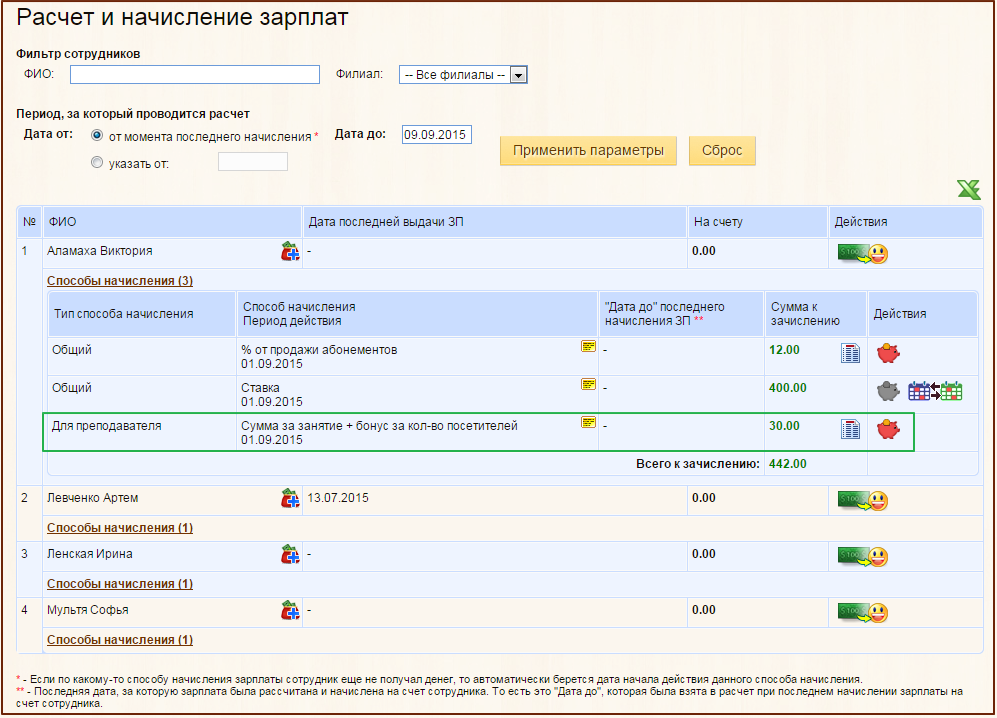 Расчет и начисление зарплат
Фильтр сотрудников
ФИО: Филиал: -- Все филиалы --
Период, за который проводится расчет
Дата от: от момента последнего начисления * Дата до: 09.09.2015
указать от:
Применить параметры Сброс
№ ФИО Дата последней выдачи ЗП На счету Действия
1 Аламаха Виктория - 0.00
Способы начисления (3)
Тип способа начисления Способ начисления "Дата до" последнего Сумма к Действия
Период действия начисления ЗП ** зачислению
Общий % от продажи абонементов - 12.00
01.09.2015
Общий Ставка - 400.00
01.09.2015
Для преподавателя Сумма за занятие + бонус за кол-во посетителей - 30.00
01.09.2015
Всего к зачислению: 442.00
2 Левченко Артем 13.07.2015 0.00
Способы начисления (1)
3 Ленская Ирина - 0.00
Способы начисления (1)
4 Мультя Софья - 0.00
Способы начисления (1)
* - Если по какому-то способу начисления зарплаты сотрудник еще не получал денег, то автоматически берется дата начала действия данного способа начисления.
** - Последняя дата, за которую зарплата была рассчитана и начислена на счет сотрудника. То есть это "Дата до", которая была взята в расчет при последнем начислении зарплаты на
счет сотрудника.